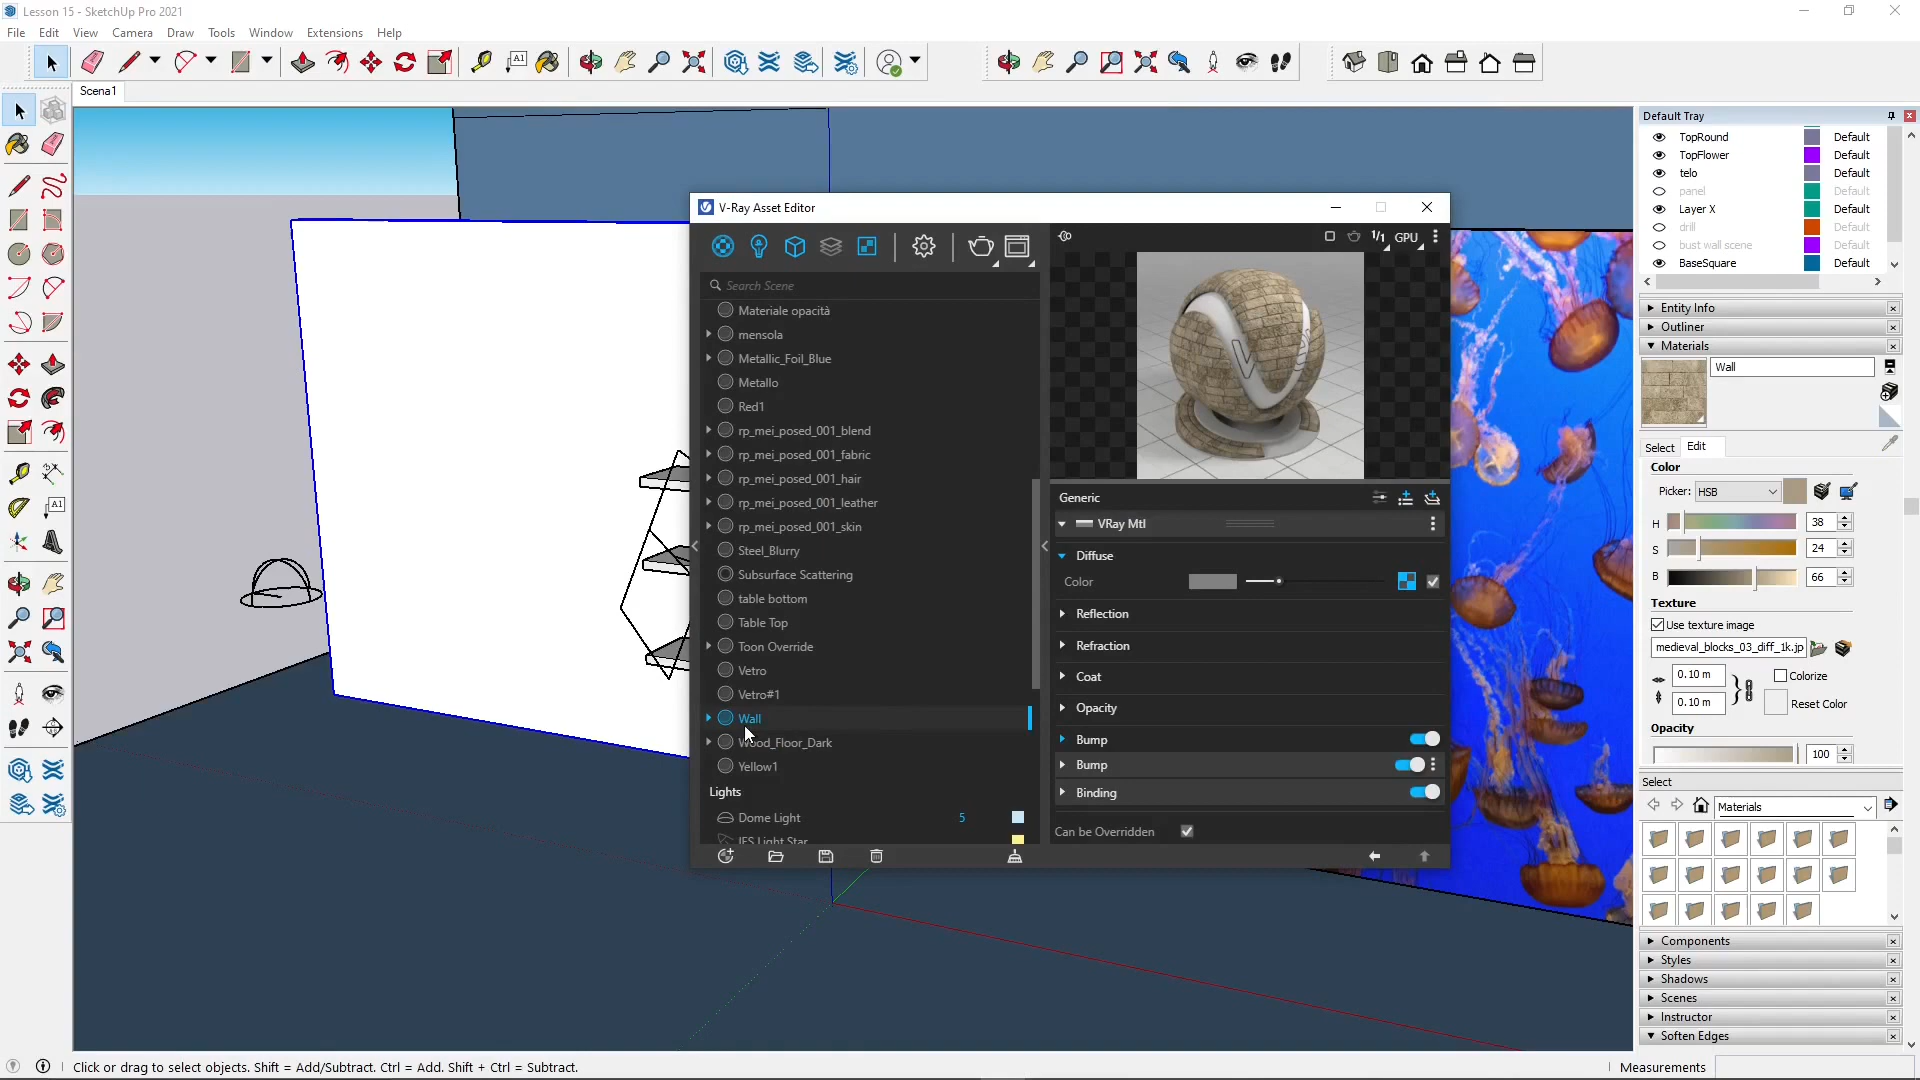 Lesson 15 - SketchUp Pro 2021
File Edit View Camera Draw Tools Window Extensions Help
Scena1
Default Tray
TopRound Default
TopFlower Default
telo Default
panel Default
Layer X Default
drill Default
bust wall scene Default
BaseSquare Default
Entity Info
Outliner
Materials
Wall
Select Edit
Color
Picker: HSB
H 38
S 24
B 66
Texture
Use texture image
medieval_blocks_03_diff_1k.jp
0.10 m Colorize
0.10 m Reset Color
Opacity
100
Select
Materials
Components
Styles
Shadows
Scenes
Instructor
Soften Edges
V-Ray Asset Editor
1/1 GPU
Search Scene
Materiale opacità
mensola
Metallic_Foil_Blue
Metallo
Red1
rp_mei_posed_001_blend
rp_mei_posed_001_fabric
rp_mei_posed_001_hair
rp_mei_posed_001_leather
rp_mei_posed_001_skin
Steel_Blurry
Subsurface Scattering
table bottom
Table Top
Toon Override
Vetro
Vetro#1
Wall
Wood_Floor_Dark
Yellow1
Lights
Dome Light 5
IES Light Star
Generic
VRay Mtl
Diffuse
Color
Reflection
Refraction
Coat
Opacity
Bump
Bump
Binding
Can be Overridden
Click or drag to select objects. Shift = Add/Subtract. Ctrl = Add. Shift + Ctrl = Subtract.
Measurements